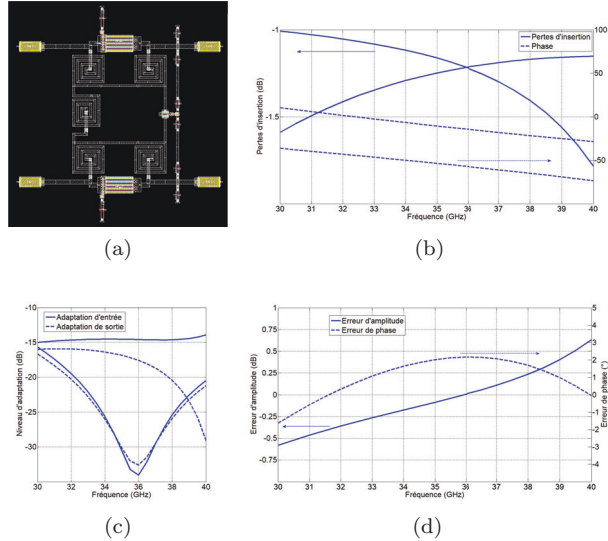 (a)
-1
-1.5
-2
100
50
0
-50
-100
Pertes d'insertion (dB)
Pertes d'insertion
Phase
30 31 32 33 34 35 36 37 38 39 40
Fréquence (GHz)
(b)
-10
-15
-20
-25
-30
-35
Niveau d'adaptation (dB)
Adaptation d'entrée
Adaptation de sortie
30 32 34 36 38 40
Fréquence (GHz)
(c)
1
0.75
0.5
0.25
0
-0.25
-0.5
-0.75
-1
Erreur d'amplitude (dB)
Erreur d'amplitude
Erreur de phase
5
4
3
2
1
0
-1
-2
-3
-4
-5
Erreur de phase (°)
30 31 32 33 34 35 36 37 38 39 40
Fréquence (GHz)
(d)